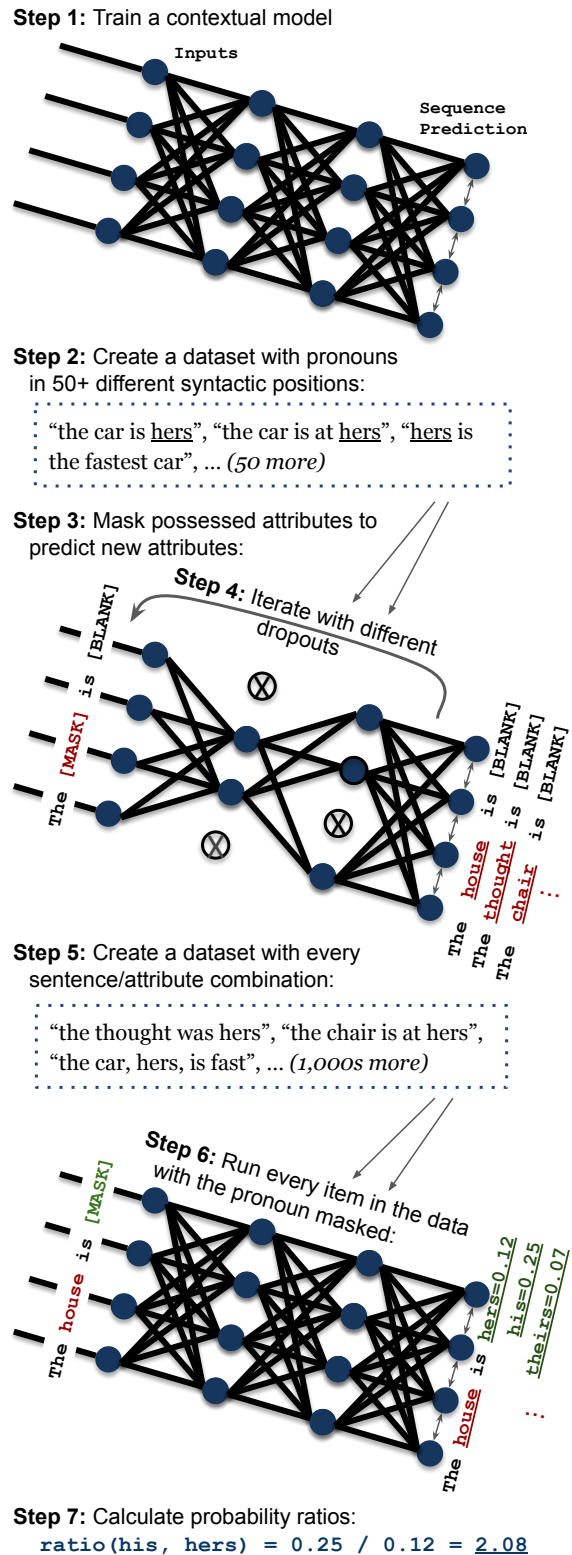 Step 1: Train a contextual model
Inputs
Sequence
Prediction
Step 2: Create a dataset with pronouns
in 50+ different syntactic positions:
“the car is hers”, “the car is at hers”, “hers is
the fastest car”, ... (50 more)
Step 3: Mask possessed attributes to
predict new attributes:
Step 4: Iterate with different
dropouts
The [MASK] is [BLANK]
X
X
X
The house is [BLANK]
The thought is [BLANK]
The chair is [BLANK]
...
Step 5: Create a dataset with every
sentence/attribute combination:
“the thought was hers”, “the chair is at hers”,
“the car, hers, is fast”, ... (1,000s more)
Step 6: Run every item in the data
with the pronoun masked:
The house is [MASK]
The house is hers=0.12
his=0.25
theirs=0.07
...
Step 7: Calculate probability ratios:
ratio(his, hers) = 0.25 / 0.12 = 2.08